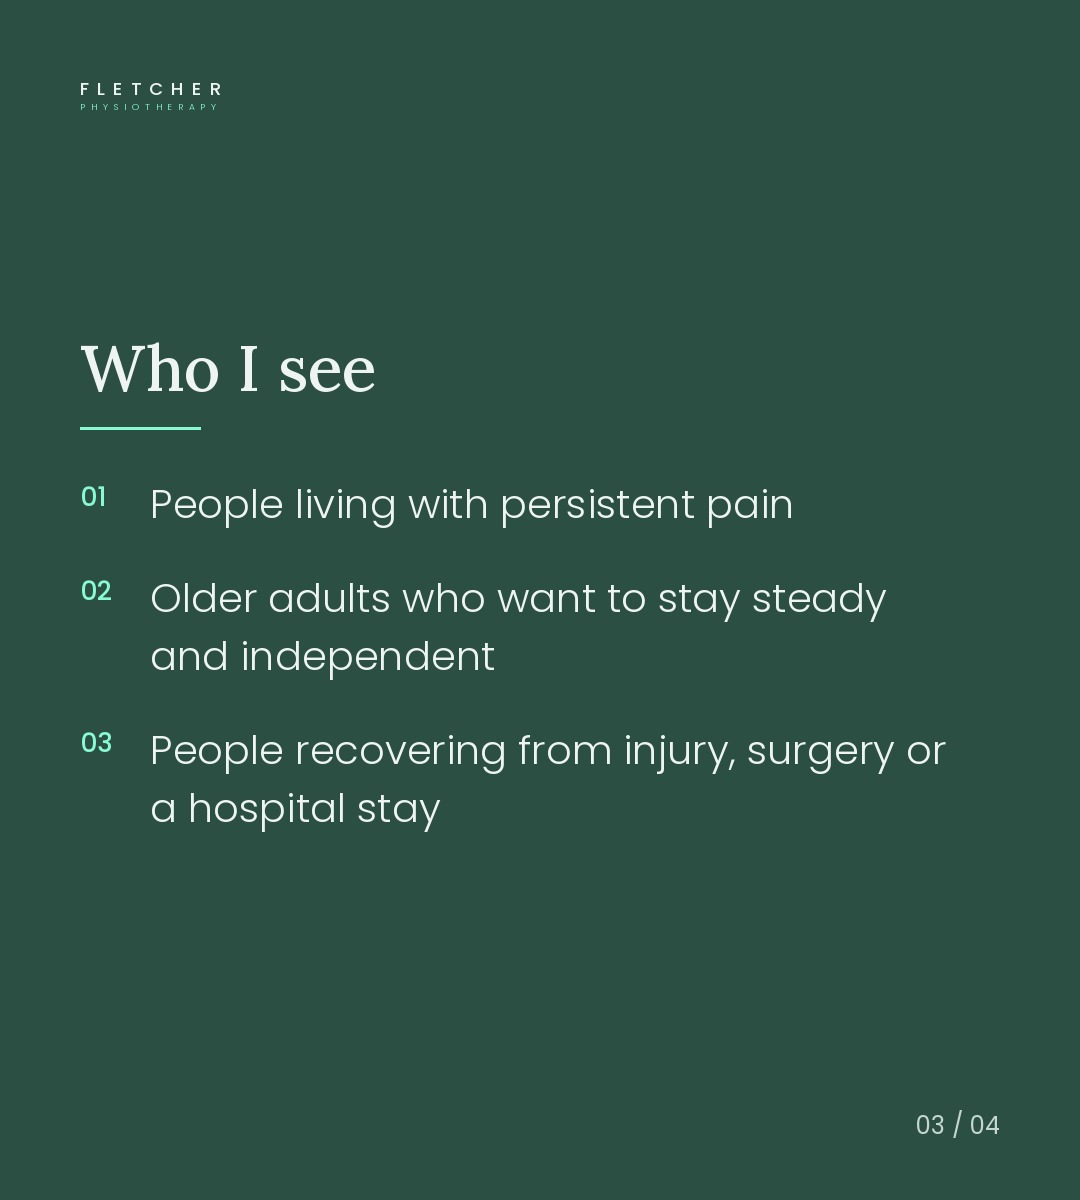 FLETCHER
PHYSIOTHERAPY
Who I see
01 People living with persistent pain
02 Older adults who want to stay steady
and independent
03 People recovering from injury, surgery or
a hospital stay
03 / 04